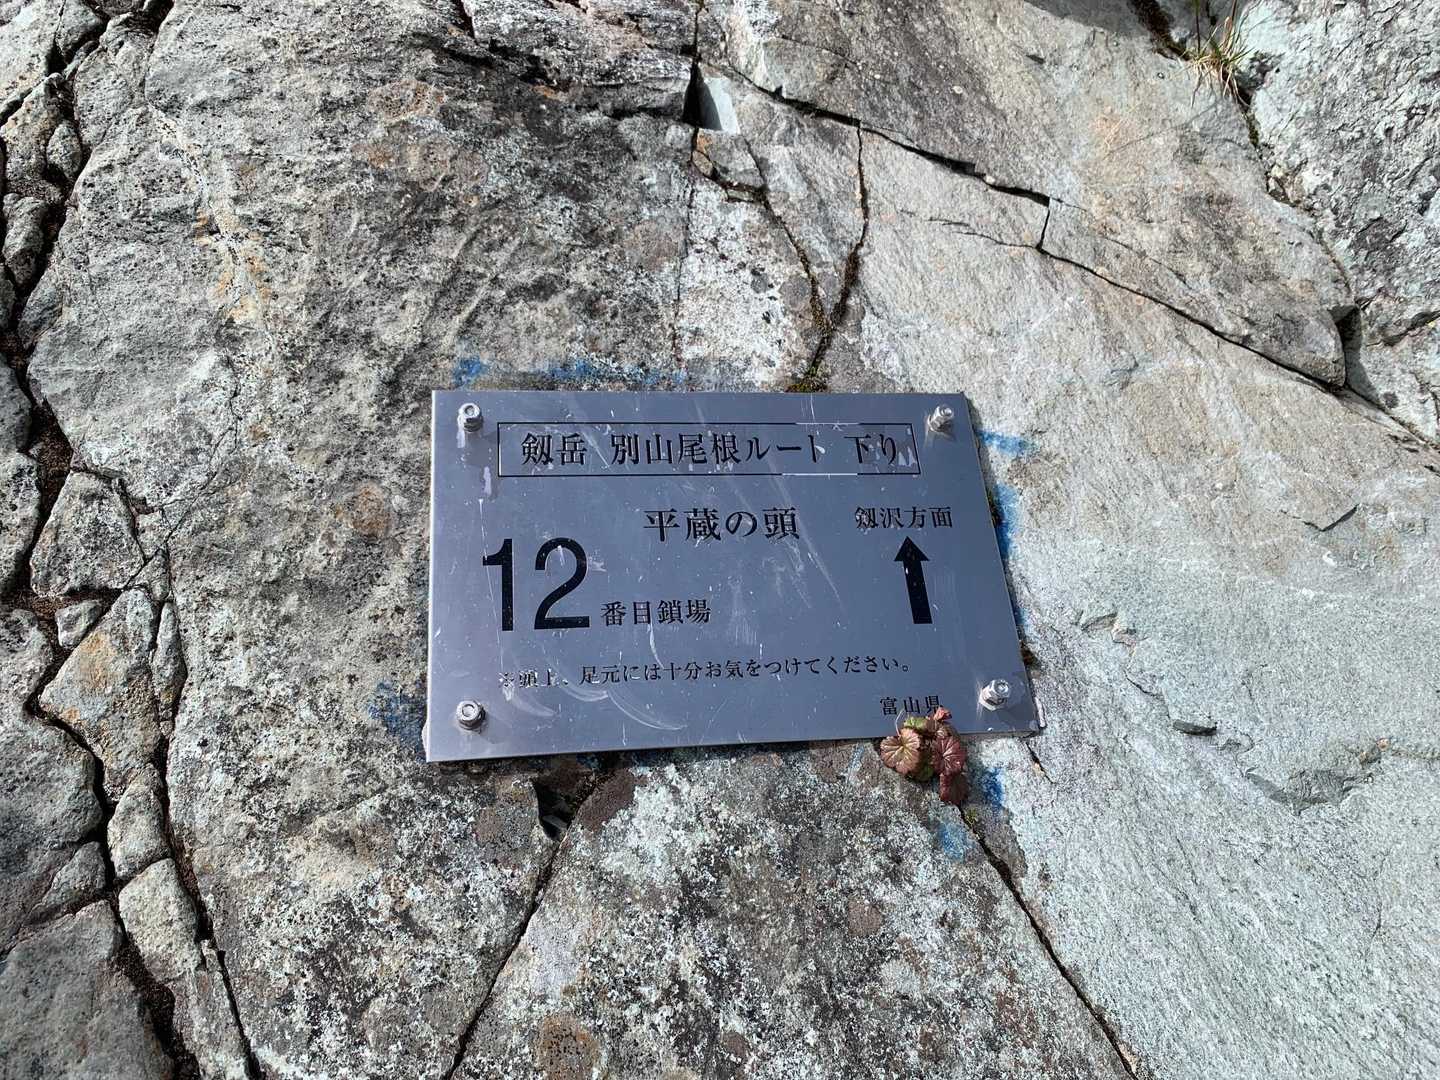 剱岳 別山尾根ルート 下り
平蔵の頭
剱沢方面
12番目鎖場
※頭上、足元には十分お気をつけてください。
富山県